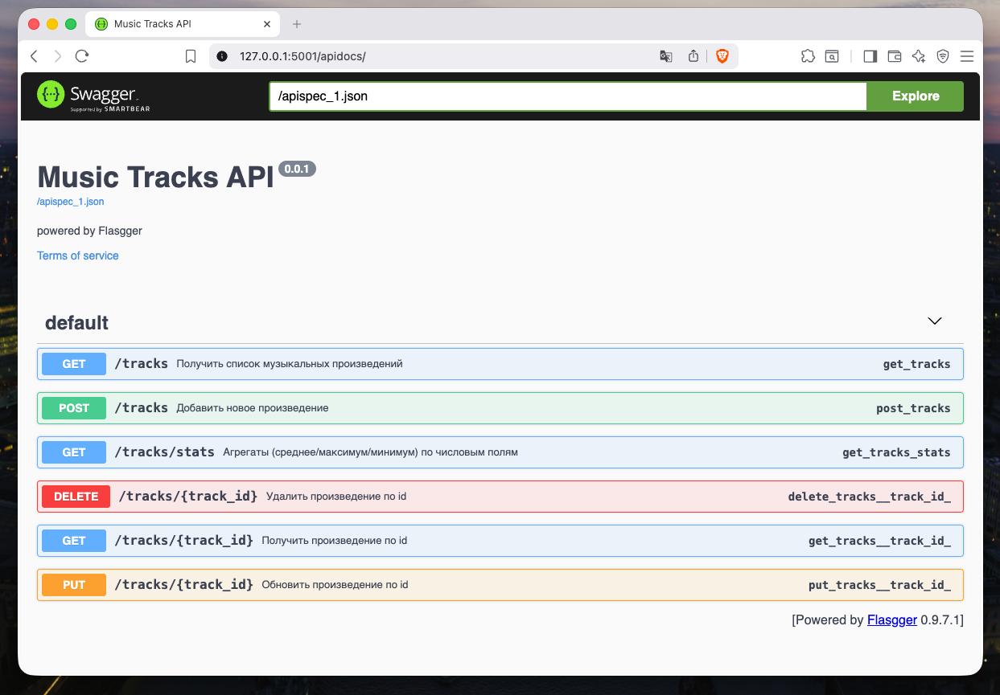 Music Tracks API
127.0.0.1:5001/apidocs/
Swagger
Supported by SMARTBEAR
/apispec_1.json
Explore
Music Tracks API 0.0.1
/apispec_1.json
powered by Flasgger
Terms of service
default
GET /tracks Получить список музыкальных произведений get_tracks
POST /tracks Добавить новое произведение post_tracks
GET /tracks/stats Агрегаты (среднее/максимум/минимум) по числовым полям get_tracks_stats
DELETE /tracks/{track_id} Удалить произведение по id delete_tracks__track_id_
GET /tracks/{track_id} Получить произведение по id get_tracks__track_id_
PUT /tracks/{track_id} Обновить произведение по id put_tracks__track_id_
[Powered by Flasgger 0.9.7.1]